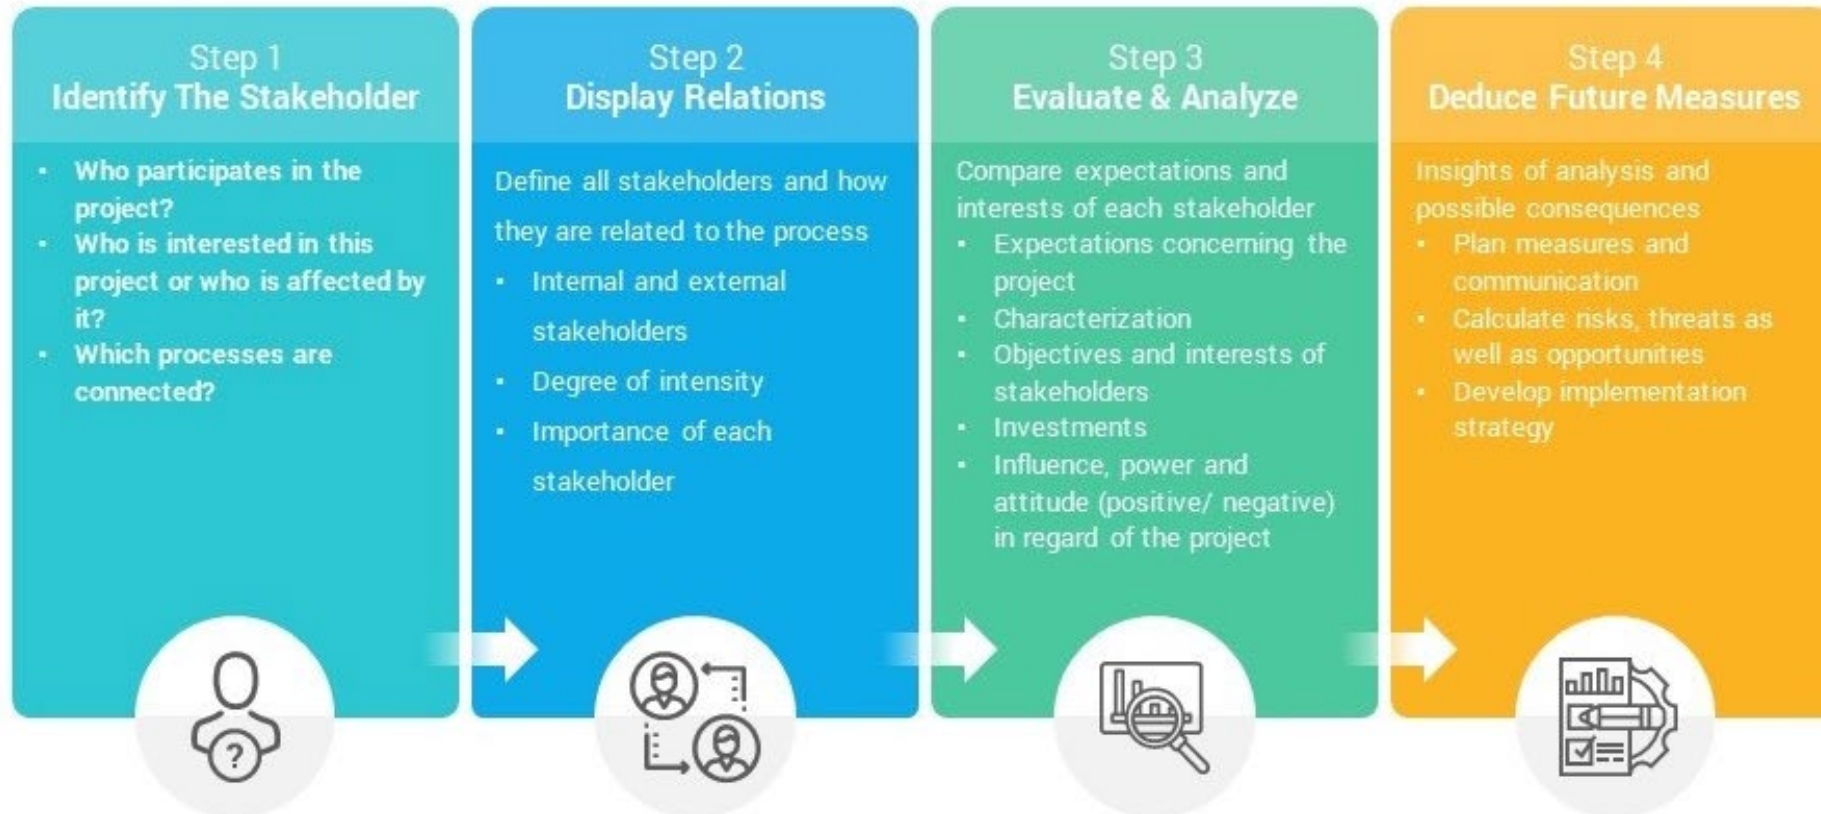 Step 1
Identify The Stakeholder
• Who participates in the
project?
• Who is interested in this
project or who is affected by
it?
• Which processes are
connected?
Step 2
Display Relations
Define all stakeholders and how
they are related to the process
• Internal and external
stakeholders
• Degree of intensity
• Importance of each
stakeholder
Step 3
Evaluate & Analyze
Compare expectations and
interests of each stakeholder
• Expectations concerning the
project
• Characterization
• Objectives and interests of
stakeholders
• Investments
• Influence, power and
attitude (positive/ negative)
in regard of the project
Step 4
Deduce Future Measures
Insights of analysis and
possible consequences
• Plan measures and
communication
• Calculate risks, threats as
well as opportunities
• Develop implementation
strategy
?